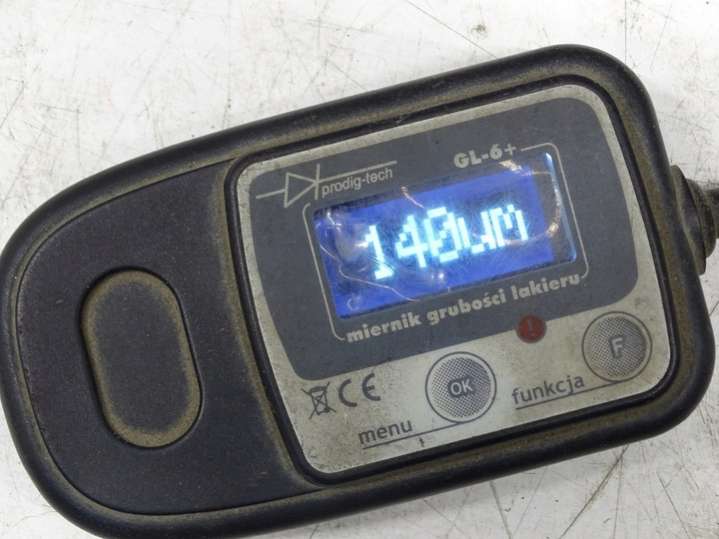 GL-6+
prodig-tech
140um
miernik grubości lakieru
F
OK
funkcja
CE
menu